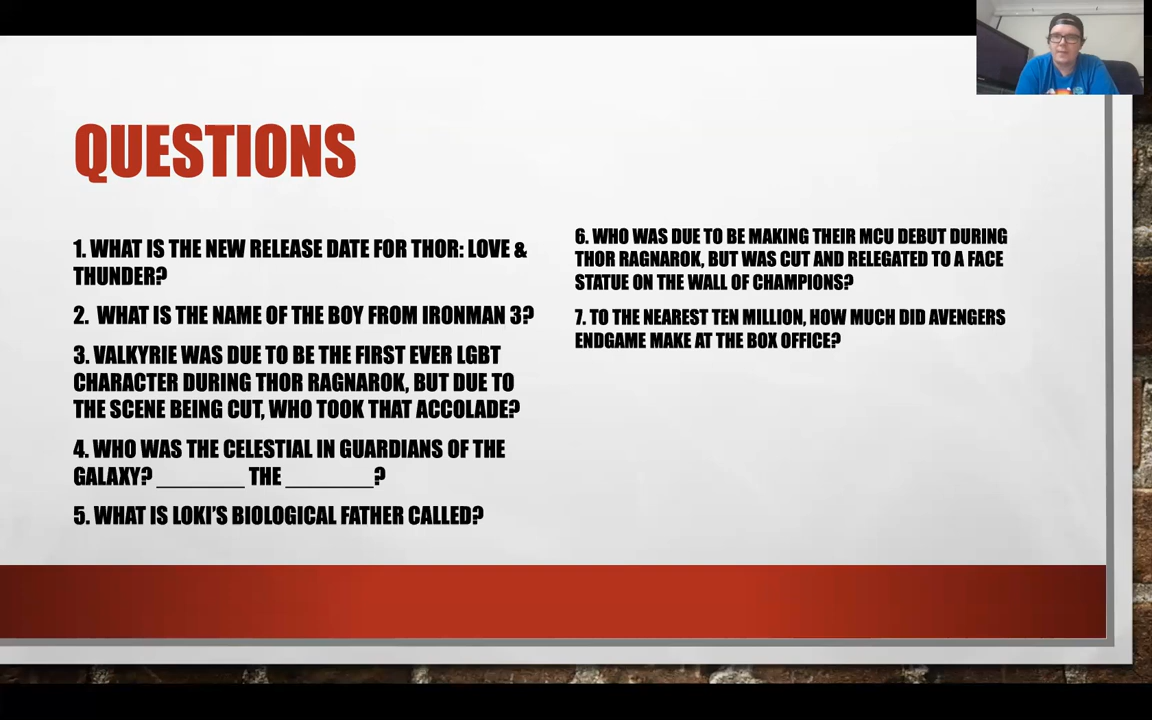 QUESTIONS
1. WHAT IS THE NEW RELEASE DATE FOR THOR: LOVE &
THUNDER?
2. WHAT IS THE NAME OF THE BOY FROM IRONMAN 3?
3. VALKYRIE WAS DUE TO BE THE FIRST EVER LGBT
CHARACTER DURING THOR RAGNAROK, BUT DUE TO
THE SCENE BEING CUT, WHO TOOK THAT ACCOLADE?
4. WHO WAS THE CELESTIAL IN GUARDIANS OF THE
GALAXY? ________ THE ________?
5. WHAT IS LOKI'S BIOLOGICAL FATHER CALLED?
6. WHO WAS DUE TO BE MAKING THEIR MCU DEBUT DURING
THOR RAGNAROK, BUT WAS CUT AND RELEGATED TO A FACE
STATUE ON THE WALL OF CHAMPIONS?
7. TO THE NEAREST TEN MILLION, HOW MUCH DID AVENGERS
ENDGAME MAKE AT THE BOX OFFICE?